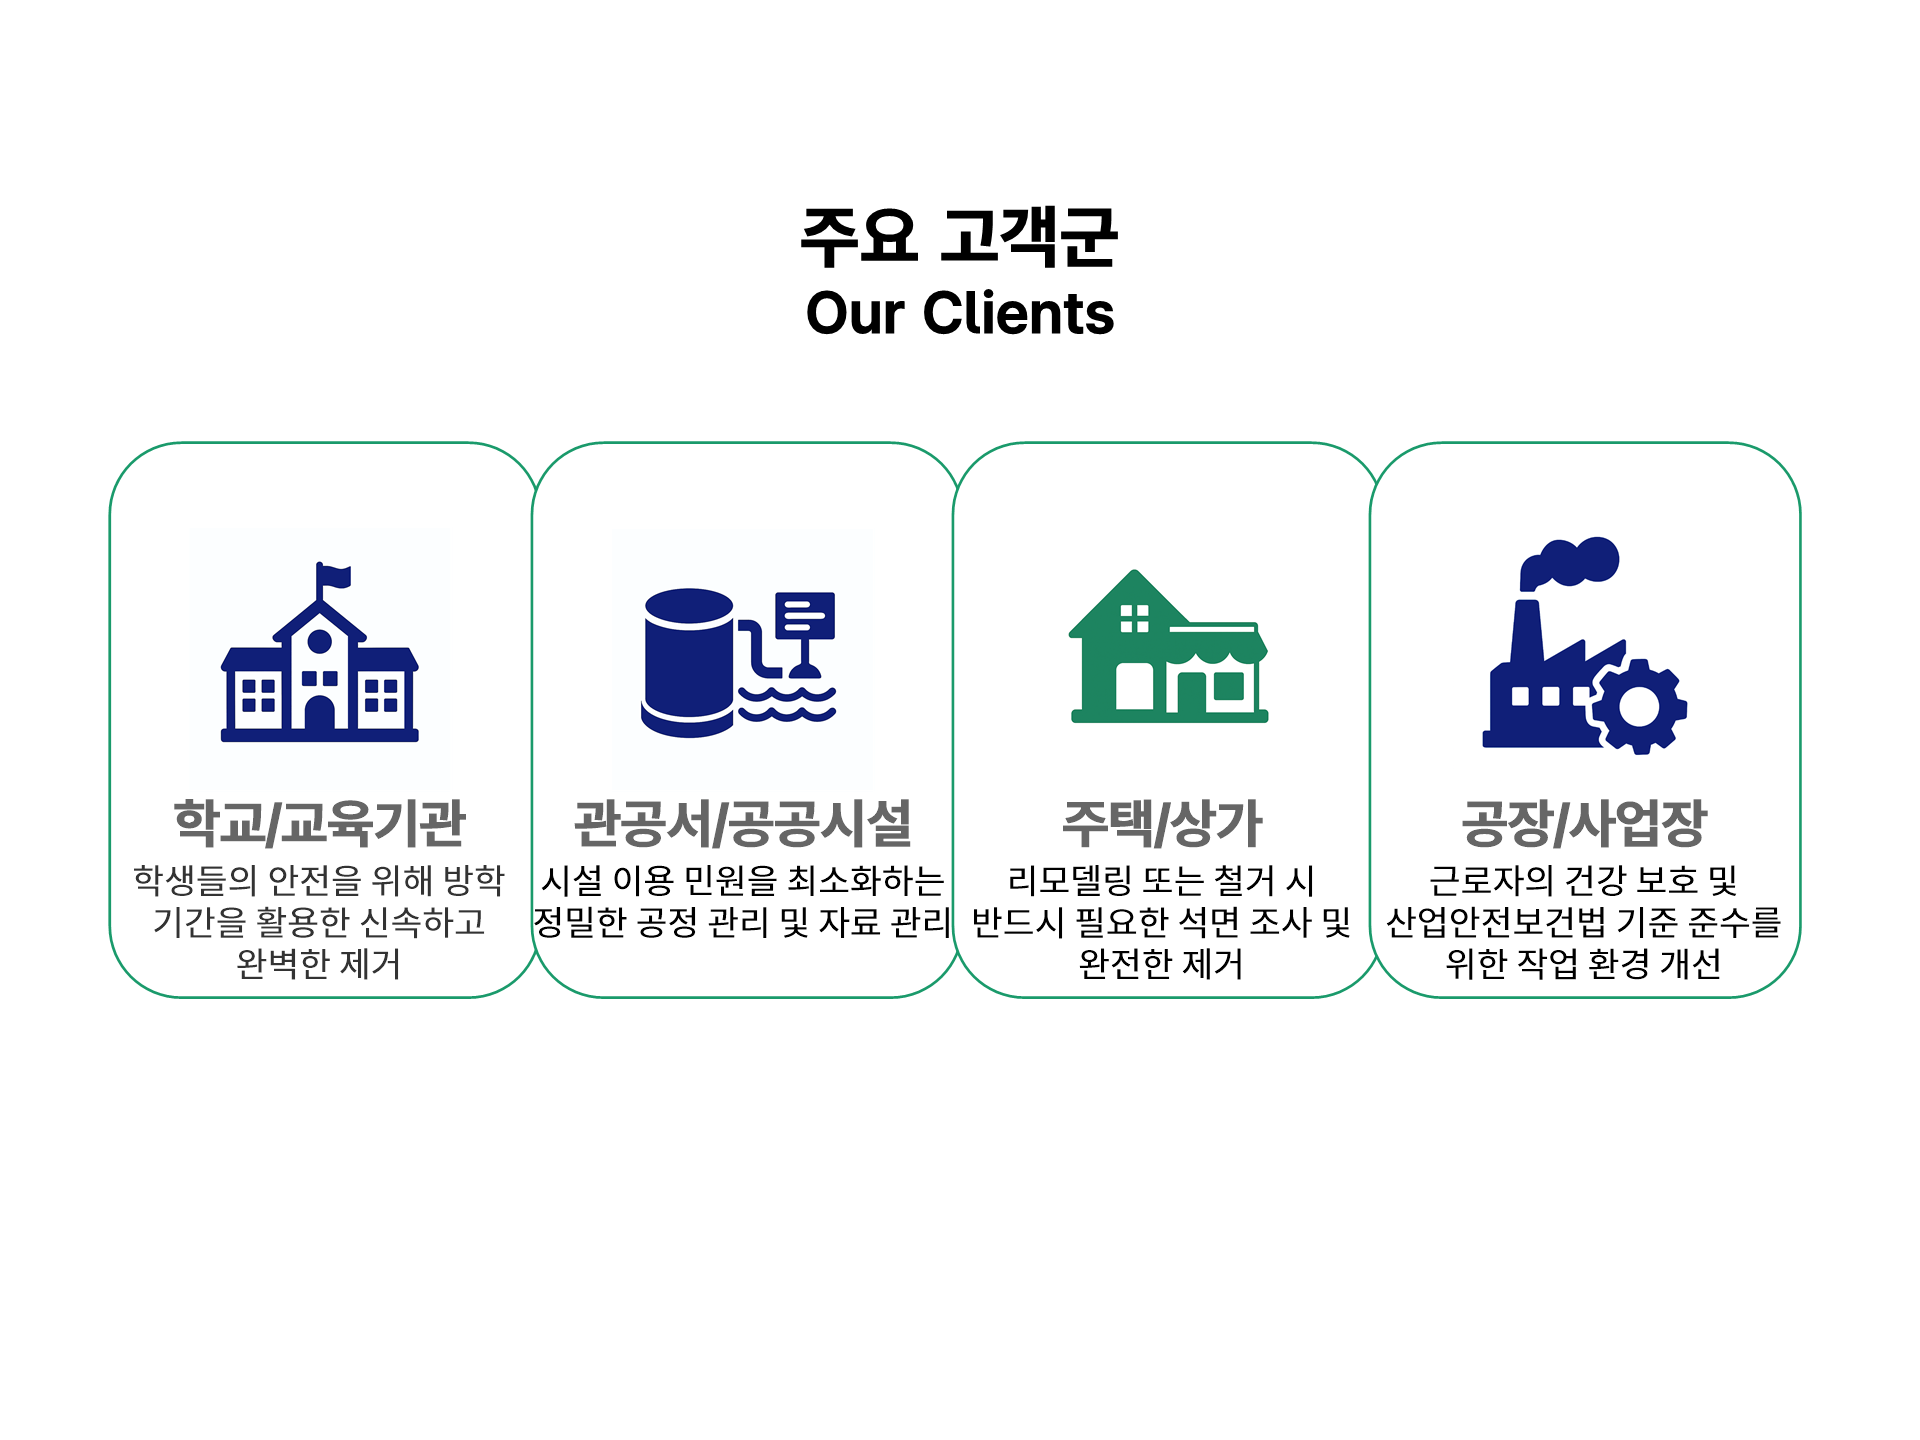 주요 고객군
Our Clients
학교/교육기관
학생들의 안전을 위해 방학
기간을 활용한 신속하고
완벽한 제거
관공서/공공시설
시설 이용 민원을 최소화하는
정밀한 공정 관리 및 자료 관리
주택/상가
리모델링 또는 철거 시
반드시 필요한 석면 조사 및
완전한 제거
공장/사업장
근로자의 건강 보호 및
산업안전보건법 기준 준수를
위한 작업 환경 개선